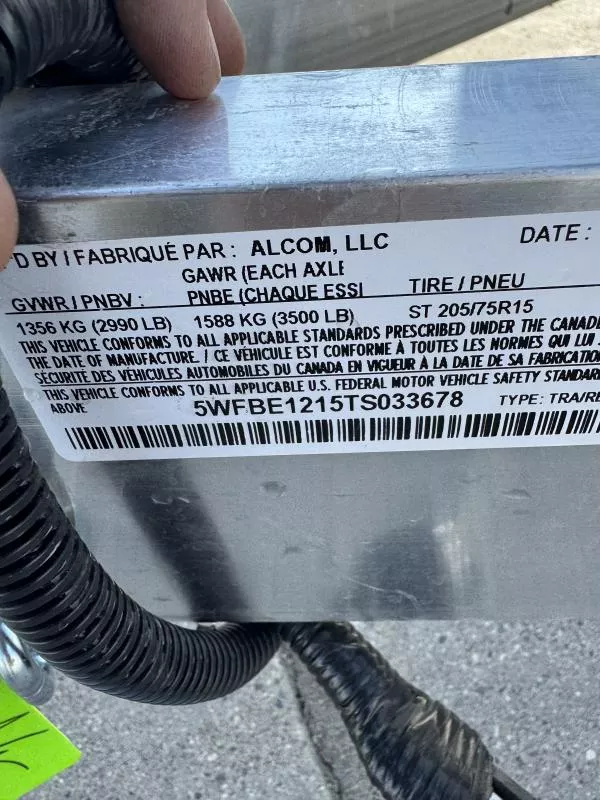 D BY / FABRIQUÉ PAR : ALCOM, LLC DATE :
GVWR / PNBV : GAWR (EACH AXLE PNBE (CHAQUE ESSI TIRE / PNEU
1356 KG (2990 LB) 1588 KG (3500 LB) ST 205/75R15
THIS VEHICLE CONFORMS TO ALL APPLICABLE STANDARDS PRESCRIBED UNDER THE CANADI
THE DATE OF MANUFACTURE. / CE VÉHICULE EST CONFORME À TOUTES LES NORMES QUI LUI
SÉCURITÉ DES VÉHICULES AUTOMOBILES DU CANADA EN VIGUEUR À LA DATE DE SA FABRICATION
THIS VEHICLE CONFORMS TO ALL APPLICABLE U.S. FEDERAL MOTOR VEHICLE SAFETY STANDAR
ABOVE 5WFBE1215TS033678 TYPE: TRA/RE